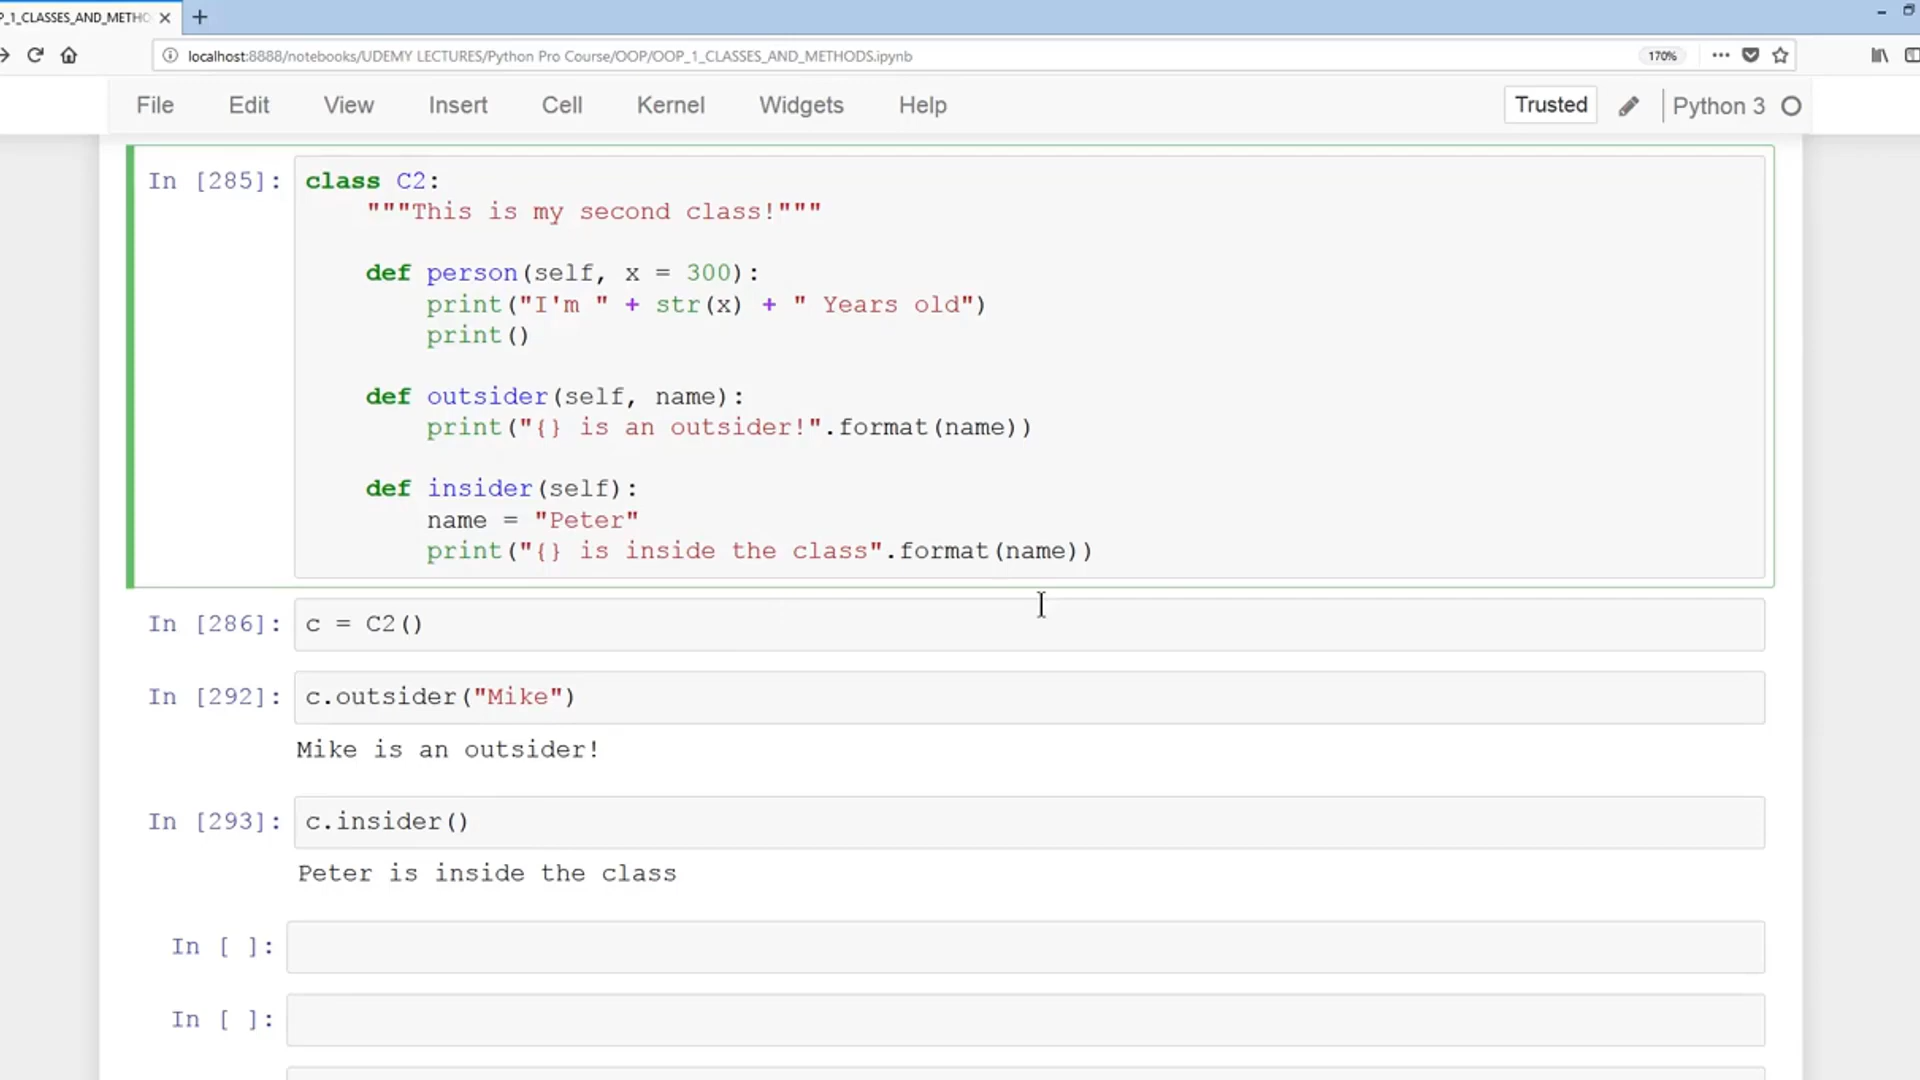 P_1_CLASSES_AND_METHO
localhost:8888/notebooks/UDEMY LECTURES/Python Pro Course/OOP/OOP_1_CLASSES_AND_METHODS.ipynb
170%
File Edit View Insert Cell Kernel Widgets Help
Trusted
Python 3
In [285]:
class C2:
    """This is my second class!"""
    def person(self, x = 300):
        print("I'm " + str(x) + " Years old")
        print()
    def outsider(self, name):
        print("{} is an outsider!".format(name))
    def insider(self):
        name = "Peter"
        print("{} is inside the class".format(name))
In [286]: c = C2()
In [292]: c.outsider("Mike")
Mike is an outsider!
In [293]: c.insider()
Peter is inside the class
In [ ]:
In [ ]: